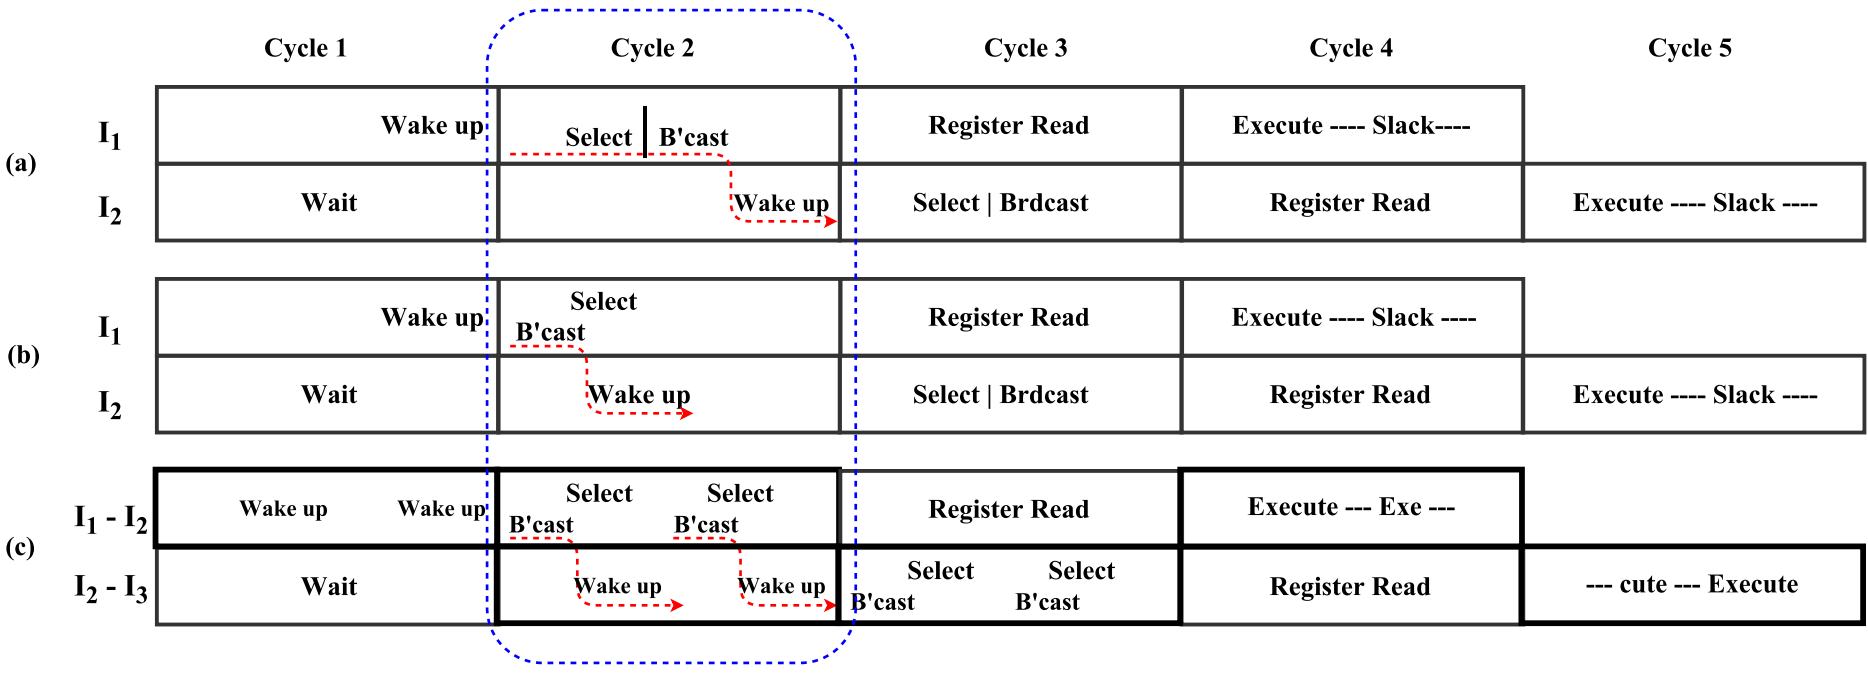 Cycle 1 Cycle 2 Cycle 3 Cycle 4 Cycle 5
(a)
I1 Wake up Select | B'cast Register Read Execute ---- Slack----
I2 Wait Wake up Select | Brdcast Register Read Execute ---- Slack ----
(b)
I1 Wake up Select B'cast Register Read Execute ---- Slack ----
I2 Wait Wake up Select | Brdcast Register Read Execute ---- Slack ----
(c)
I1 - I2 Wake up Wake up Select Select B'cast B'cast Register Read Execute --- Exe ---
I2 - I3 Wait Wake up Wake up Select Select B'cast B'cast Register Read --- cute --- Execute